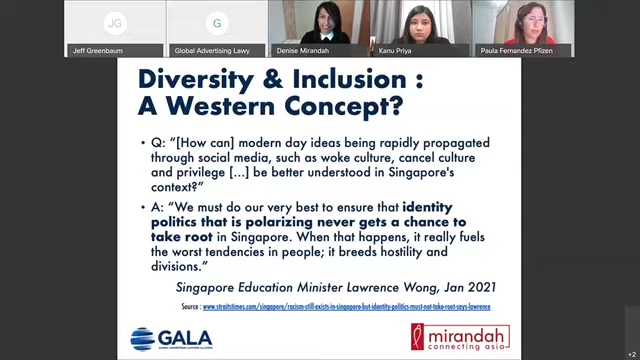 JG
G
Jeff Greenbaum
Global Advertising Lawy
Denise Mirandah
Kanu Priya
Paula Fernandez Pfizen
Diversity & Inclusion :
A Western Concept?
• Q: “[How can] modern day ideas being rapidly propagated
through social media, such as woke culture, cancel culture
and privilege [...] be better understood in Singapore's
context?”
• A: “We must do our very best to ensure that identity
politics that is polarizing never gets a chance to
take root in Singapore. When that happens, it really fuels
the worst tendencies in people; it breeds hostility and
divisions.”
Singapore Education Minister Lawrence Wong, Jan 2021
Source : www.straitstimes.com/singapore/racism-still-exists-in-singapore-but-identity-politics-must-not-take-root-says-lawrence
GALA
GLOBAL ADVERTISING LAWYERS ALLIANCE
mirandah
connecting asia
+2